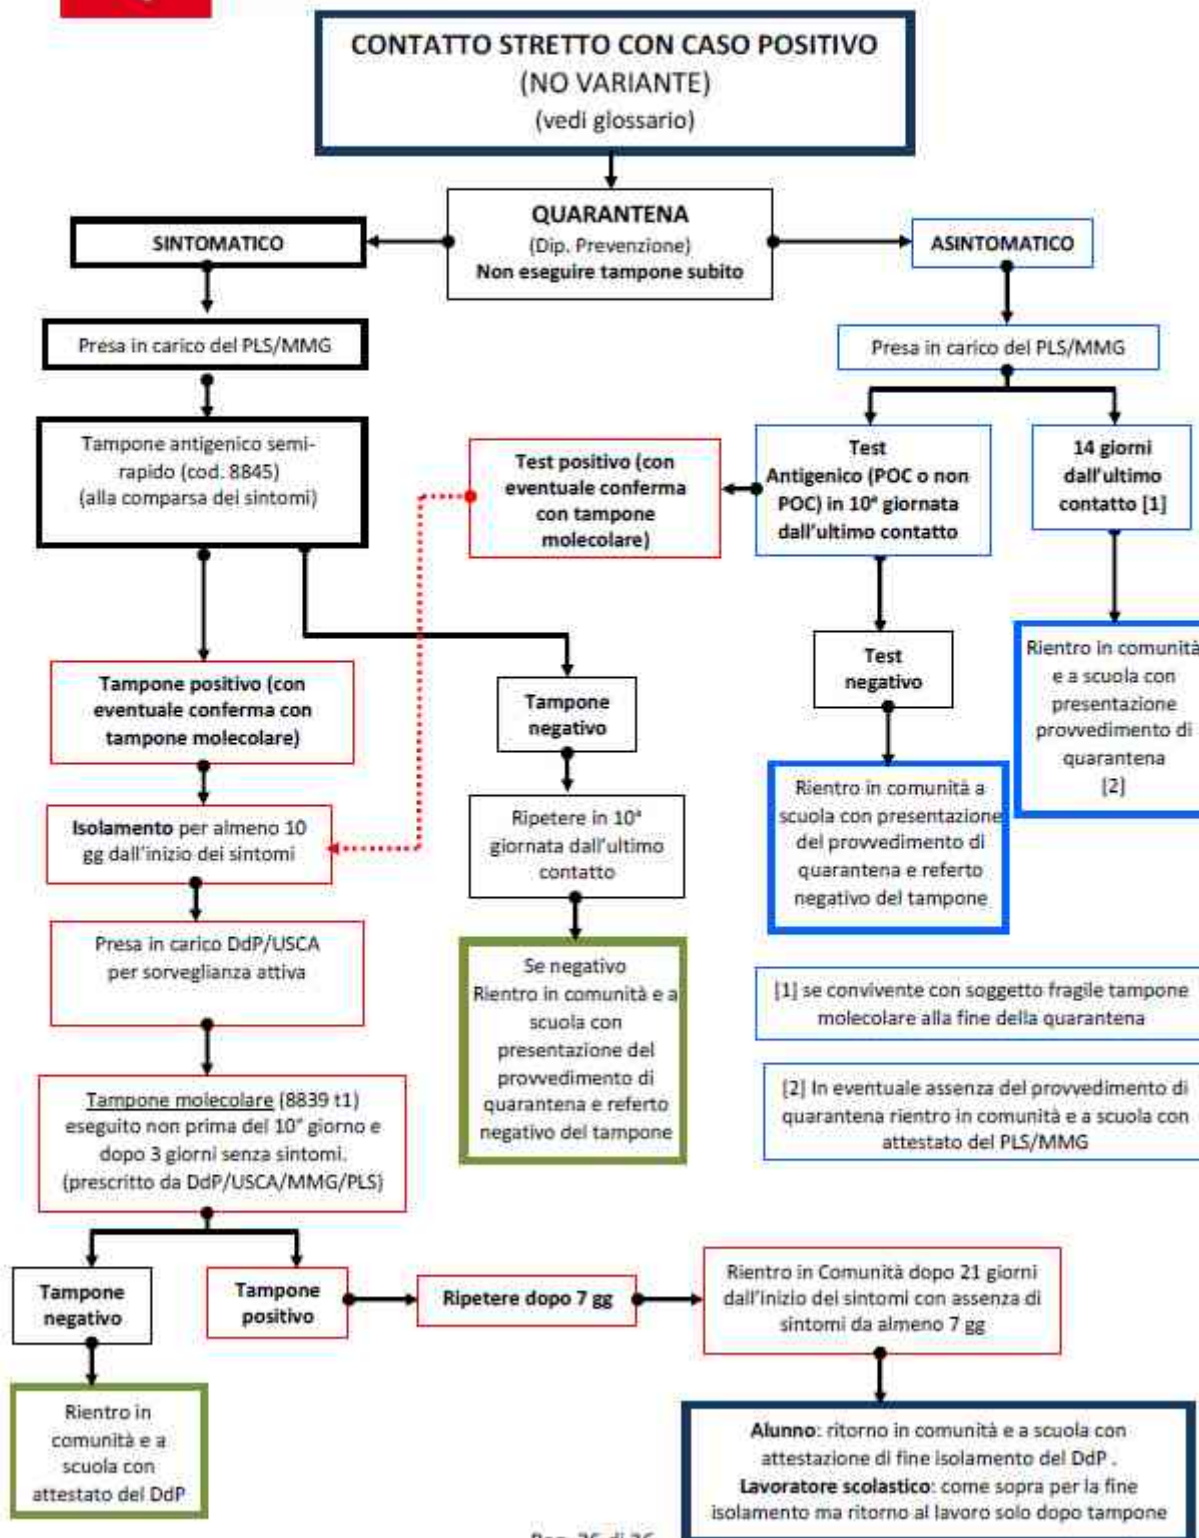 CONTATTO STRETTO CON CASO POSITIVO
(NO VARIANTE)
(vedi glossario)
QUARANTENA
(Dip. Prevenzione)
Non eseguire tampone subito
SINTOMATICO
ASINTOMATICO
Presa in carico del PLS/MMG
Presa in carico del PLS/MMG
Tampone antigenico semi-
rapido (cod. 8845)
(alla comparsa dei sintomi)
Test positivo (con
eventuale conferma
con tampone
molecolare)
Test
Antigenico (POC o non
POC) in 10ª giornata
dall'ultimo contatto
14 giorni
dall'ultimo
contatto [1]
Tampone positivo (con
eventuale conferma con
tampone molecolare)
Tampone
negativo
Test
negativo
Rientro in comunità
e a scuola con
presentazione
provvedimento di
quarantena
[2]
Isolamento per almeno 10
gg dall'inizio dei sintomi
Ripetere in 10ª
giornata dall'ultimo
contatto
Rientro in comunità a
scuola con presentazione
del provvedimento di
quarantena e referto
negativo del tampone
Presa in carico DdP/USCA
per sorveglianza attiva
Se negativo
Rientro in comunità e a
scuola con
presentazione del
provvedimento di
quarantena e referto
negativo del tampone
[1] se convivente con soggetto fragile tampone
molecolare alla fine della quarantena
[2] In eventuale assenza del provvedimento di
quarantena rientro in comunità e a scuola con
attestato del PLS/MMG
Tampone molecolare (8839 t1)
eseguito non prima del 10° giorno e
dopo 3 giorni senza sintomi.
(prescritto da DdP/USCA/MMG/PLS)
Tampone
negativo
Tampone
positivo
Ripetere dopo 7 gg
Rientro in Comunità dopo 21 giorni
dall'inizio dei sintomi con assenza di
sintomi da almeno 7 gg
Rientro in
comunità e a
scuola con
attestato del DdP
Alunno: ritorno in comunità e a scuola con
attestazione di fine isolamento del DdP .
Lavoratore scolastico: come sopra per la fine
isolamento ma ritorno al lavoro solo dopo tampone